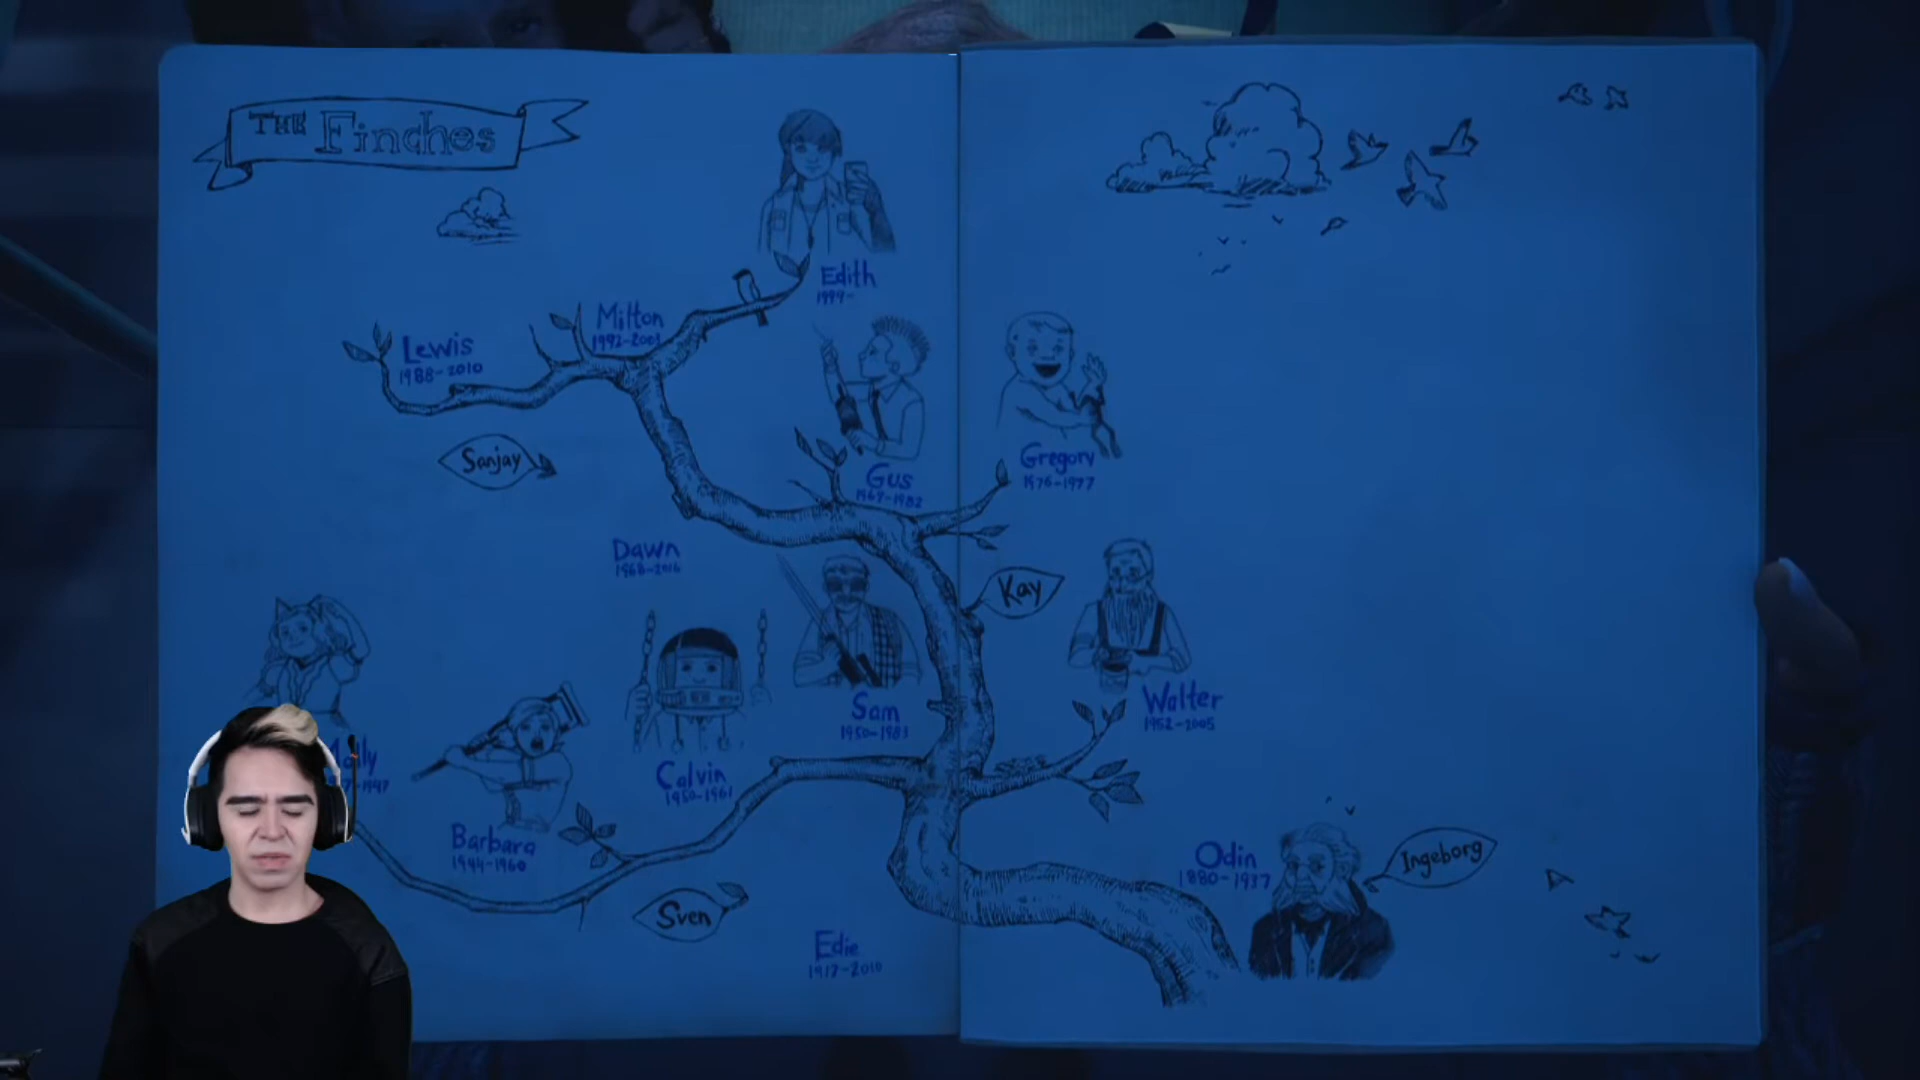 THE Finches
Edith
1999-
Milton
1992-2003
Lewis
1988-2010
Gregory
1976-1977
Gus
1967-1982
Sanjay
Dawn
1968-2016
Kay
Walter
1952-2005
Sam
1950-1983
Calvin
1950-1961
Barbara
1944-1960
Odin
1880-1937
Ingeborg
Sven
Edie
1917-2010